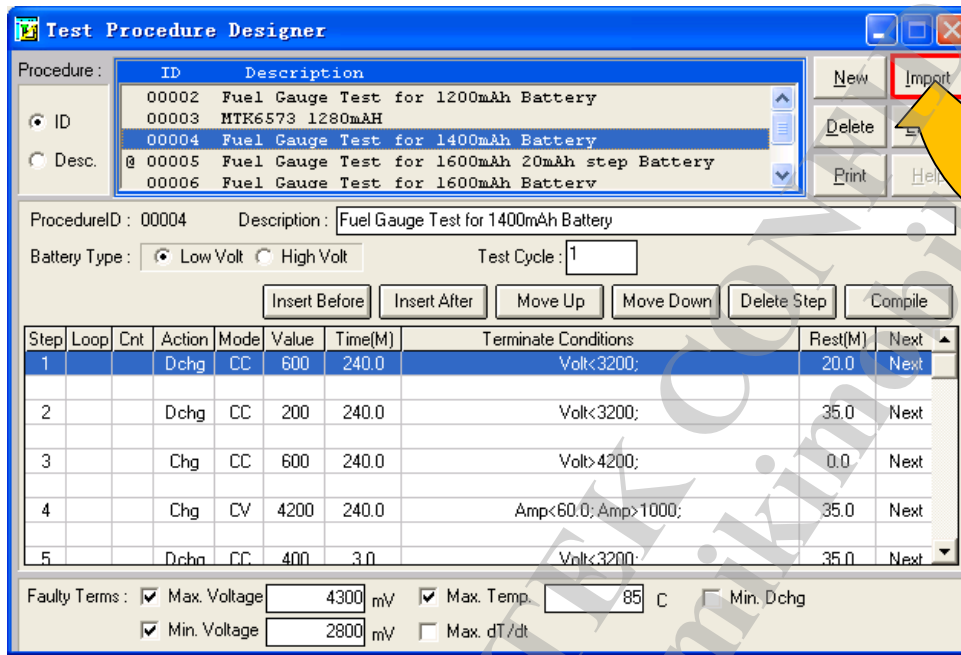 Test Procedure Designer
Procedure :
ID
Desc.
ID Description
00002 Fuel Gauge Test for 1200mAh Battery
00003 MTK6573 1280mAH
00004 Fuel Gauge Test for 1400mAh Battery
@ 00005 Fuel Gauge Test for 1600mAh 20mAh step Battery
00006 Fuel Gauge Test for 1600mAh Battery
New Import
Delete
Print Help
ProcedureID : 00004 Description : Fuel Gauge Test for 1400mAh Battery
Battery Type : Low Volt High Volt Test Cycle : 1
Insert Before Insert After Move Up Move Down Delete Step Compile
Step Loop Cnt Action Mode Value Time(M) Terminate Conditions Rest(M) Next
1 Dchg CC 600 240.0 Volt<3200; 20.0 Next
2 Dchg CC 200 240.0 Volt<3200; 35.0 Next
3 Chg CC 600 240.0 Volt>4200; 0.0 Next
4 Chg CV 4200 240.0 Amp<60.0; Amp>1000; 35.0 Next
5 Dchg CC 400 3.0 Volt<3200; 35.0 Next
Faulty Terms : Max. Voltage 4300 mV Max. Temp. 85 C Min. Dchg
Min. Voltage 2800 mV Max. dT/dt